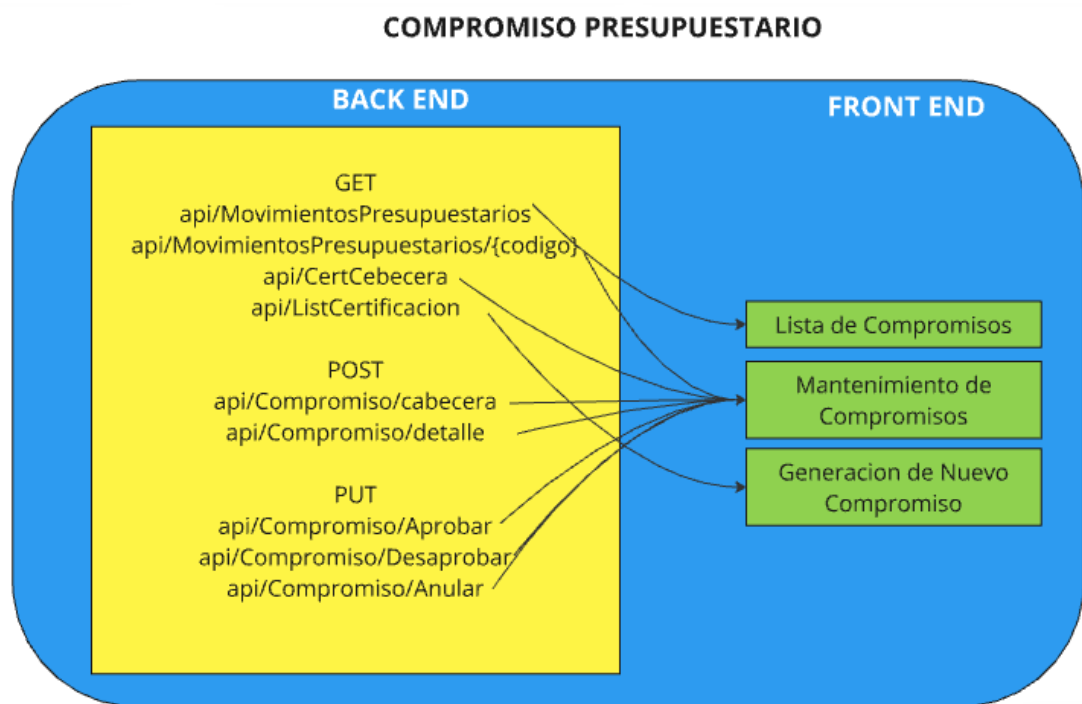 COMPROMISO PRESUPUESTARIO
BACK END
FRONT END
GET
api/MovimientosPresupuestarios
api/MovimientosPresupuestarios/{codigo}
api/CertCebecera
api/ListCertificacion
POST
api/Compromiso/cabecera
api/Compromiso/detalle
PUT
api/Compromiso/Aprobar
api/Compromiso/Desaprobar
api/Compromiso/Anular
Lista de Compromisos
Mantenimiento de
Compromisos
Generacion de Nuevo
Compromiso